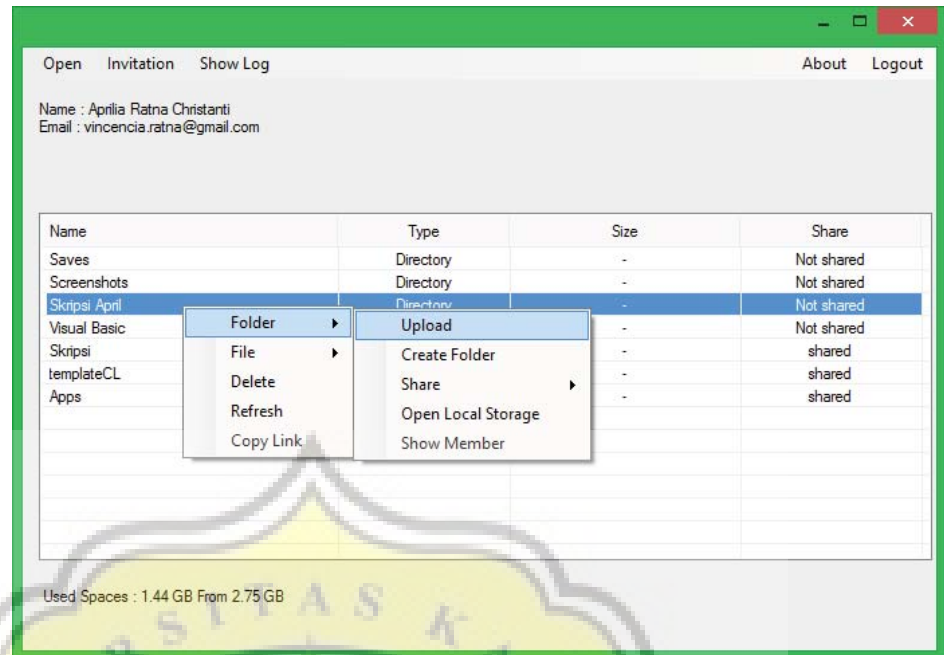 Open Invitation Show Log About Logout
Name : Aprilia Ratna Christanti
Email : vincencia.ratna@gmail.com
Name Type Size Share
Saves Directory - Not shared
Screenshots Directory - Not shared
Skripsi April Directory - Not shared
Visual Basic Folder Upload - Not shared
Skripsi File Create Folder - shared
templateCL Delete Share - shared
Apps Refresh Open Local Storage - shared
Copy Link Show Member
Used Spaces : 1.44 GB From 2.75 GB
RSITAS K